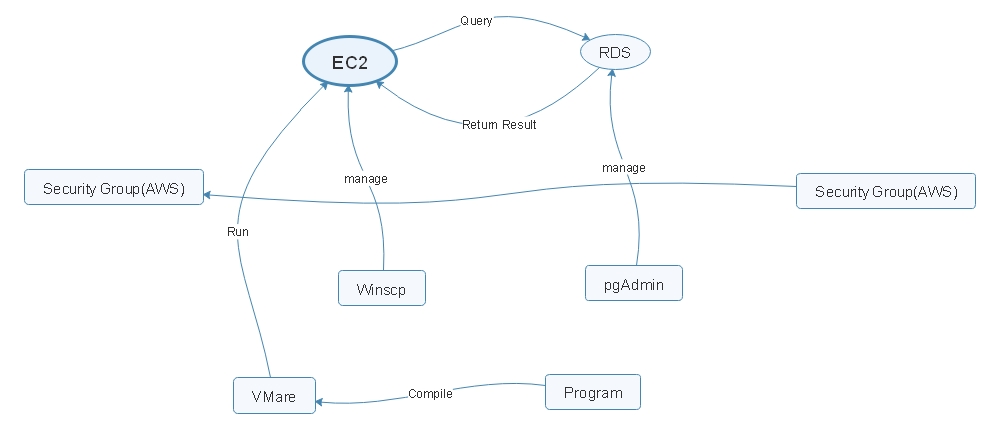 Query
EC2
RDS
Return Result
manage
manage
Security Group(AWS)
Security Group(AWS)
Run
Winscp
pgAdmin
VMare
Compile
Program